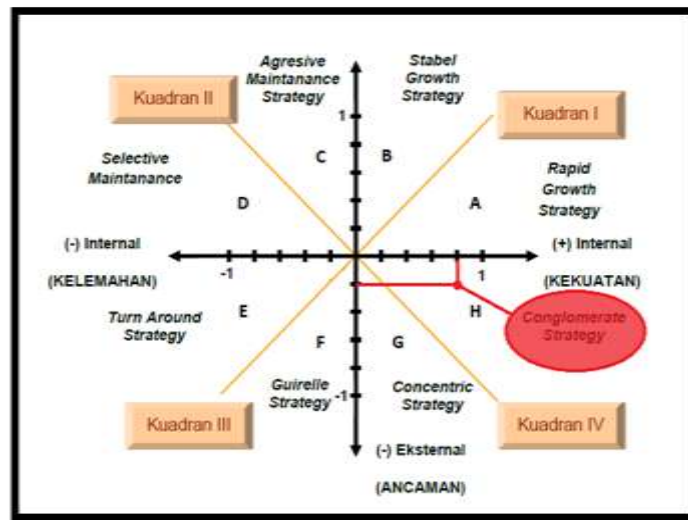 Agresive
Maintanance
Strategy
Stabel
Growth
Strategy
Kuadran II
Kuadran I
1
C
B
Selective
Maintanance
Rapid
Growth
Strategy
D
A
(-) Internal
(KELEMAHAN)
-1
1
(+) Internal
(KEKUATAN)
Turn Around
Strategy
E
H
Conglomerate
Strategy
F
G
Guirelle
Strategy
-1
Concentric
Strategy
Kuadran III
Kuadran IV
(-) Eksternal
(ANCAMAN)